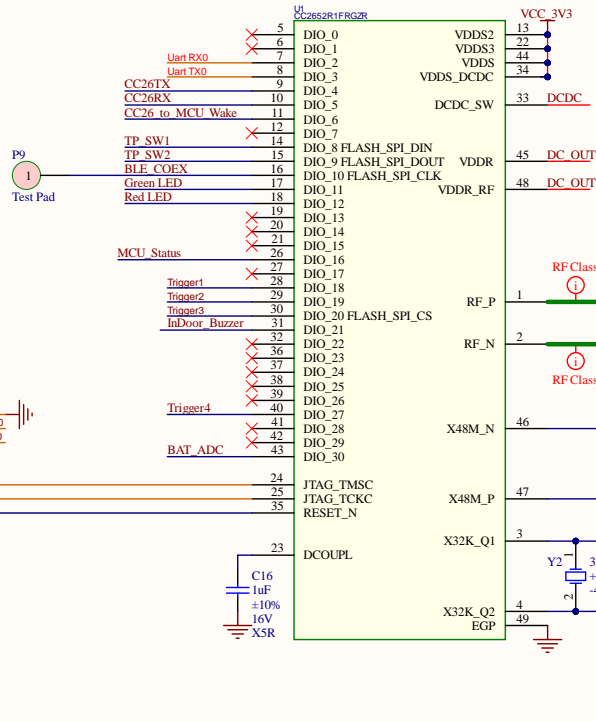 U1
CC2652R1FRGZR
VCC_3V3
5 DIO_0 VDDS2 13
6 DIO_1 VDDS3 22
Uart RX0 7 DIO_2 VDDS 44
Uart TX0 8 DIO_3 VDDS_DCDC 34
CC26TX 9 DIO_4
CC26RX 10 DIO_5 DCDC_SW 33 DCDC
CC26_to_MCU_Wake 11 DIO_6
12 DIO_7
TP_SW1 14 DIO_8 FLASH_SPI_DIN
TP_SW2 15 DIO_9 FLASH_SPI_DOUT VDDR 45 DC_OUT
P9
BLE_COEX 16 DIO_10 FLASH_SPI_CLK
1
Green LED 17 DIO_11 VDDR_RF 48 DC_OUT
Test Pad
Red LED 18 DIO_12
19 DIO_13
20 DIO_14
21 DIO_15
MCU_Status 26 DIO_16
27 DIO_17
RF Class
i
Trigger1 28 DIO_18
Trigger2 29 DIO_19 RF_P 1
Trigger3 30 DIO_20 FLASH_SPI_CS
InDoor_Buzzer 31 DIO_21
32 DIO_22 RF_N 2
36 DIO_23
i
37 DIO_24
RF Class
38 DIO_25
39 DIO_26
Trigger4 40 DIO_27
41 DIO_28 X48M_N 46
42 DIO_29
BAT_ADC 43 DIO_30
24 JTAG_TMSC
25 JTAG_TCKC X48M_P 47
35 RESET_N
X32K_Q1 3
23 DCOUPL
Y2 1
2
C16
1uF
±10%
16V
X5R
X32K_Q2 4
EGP 49